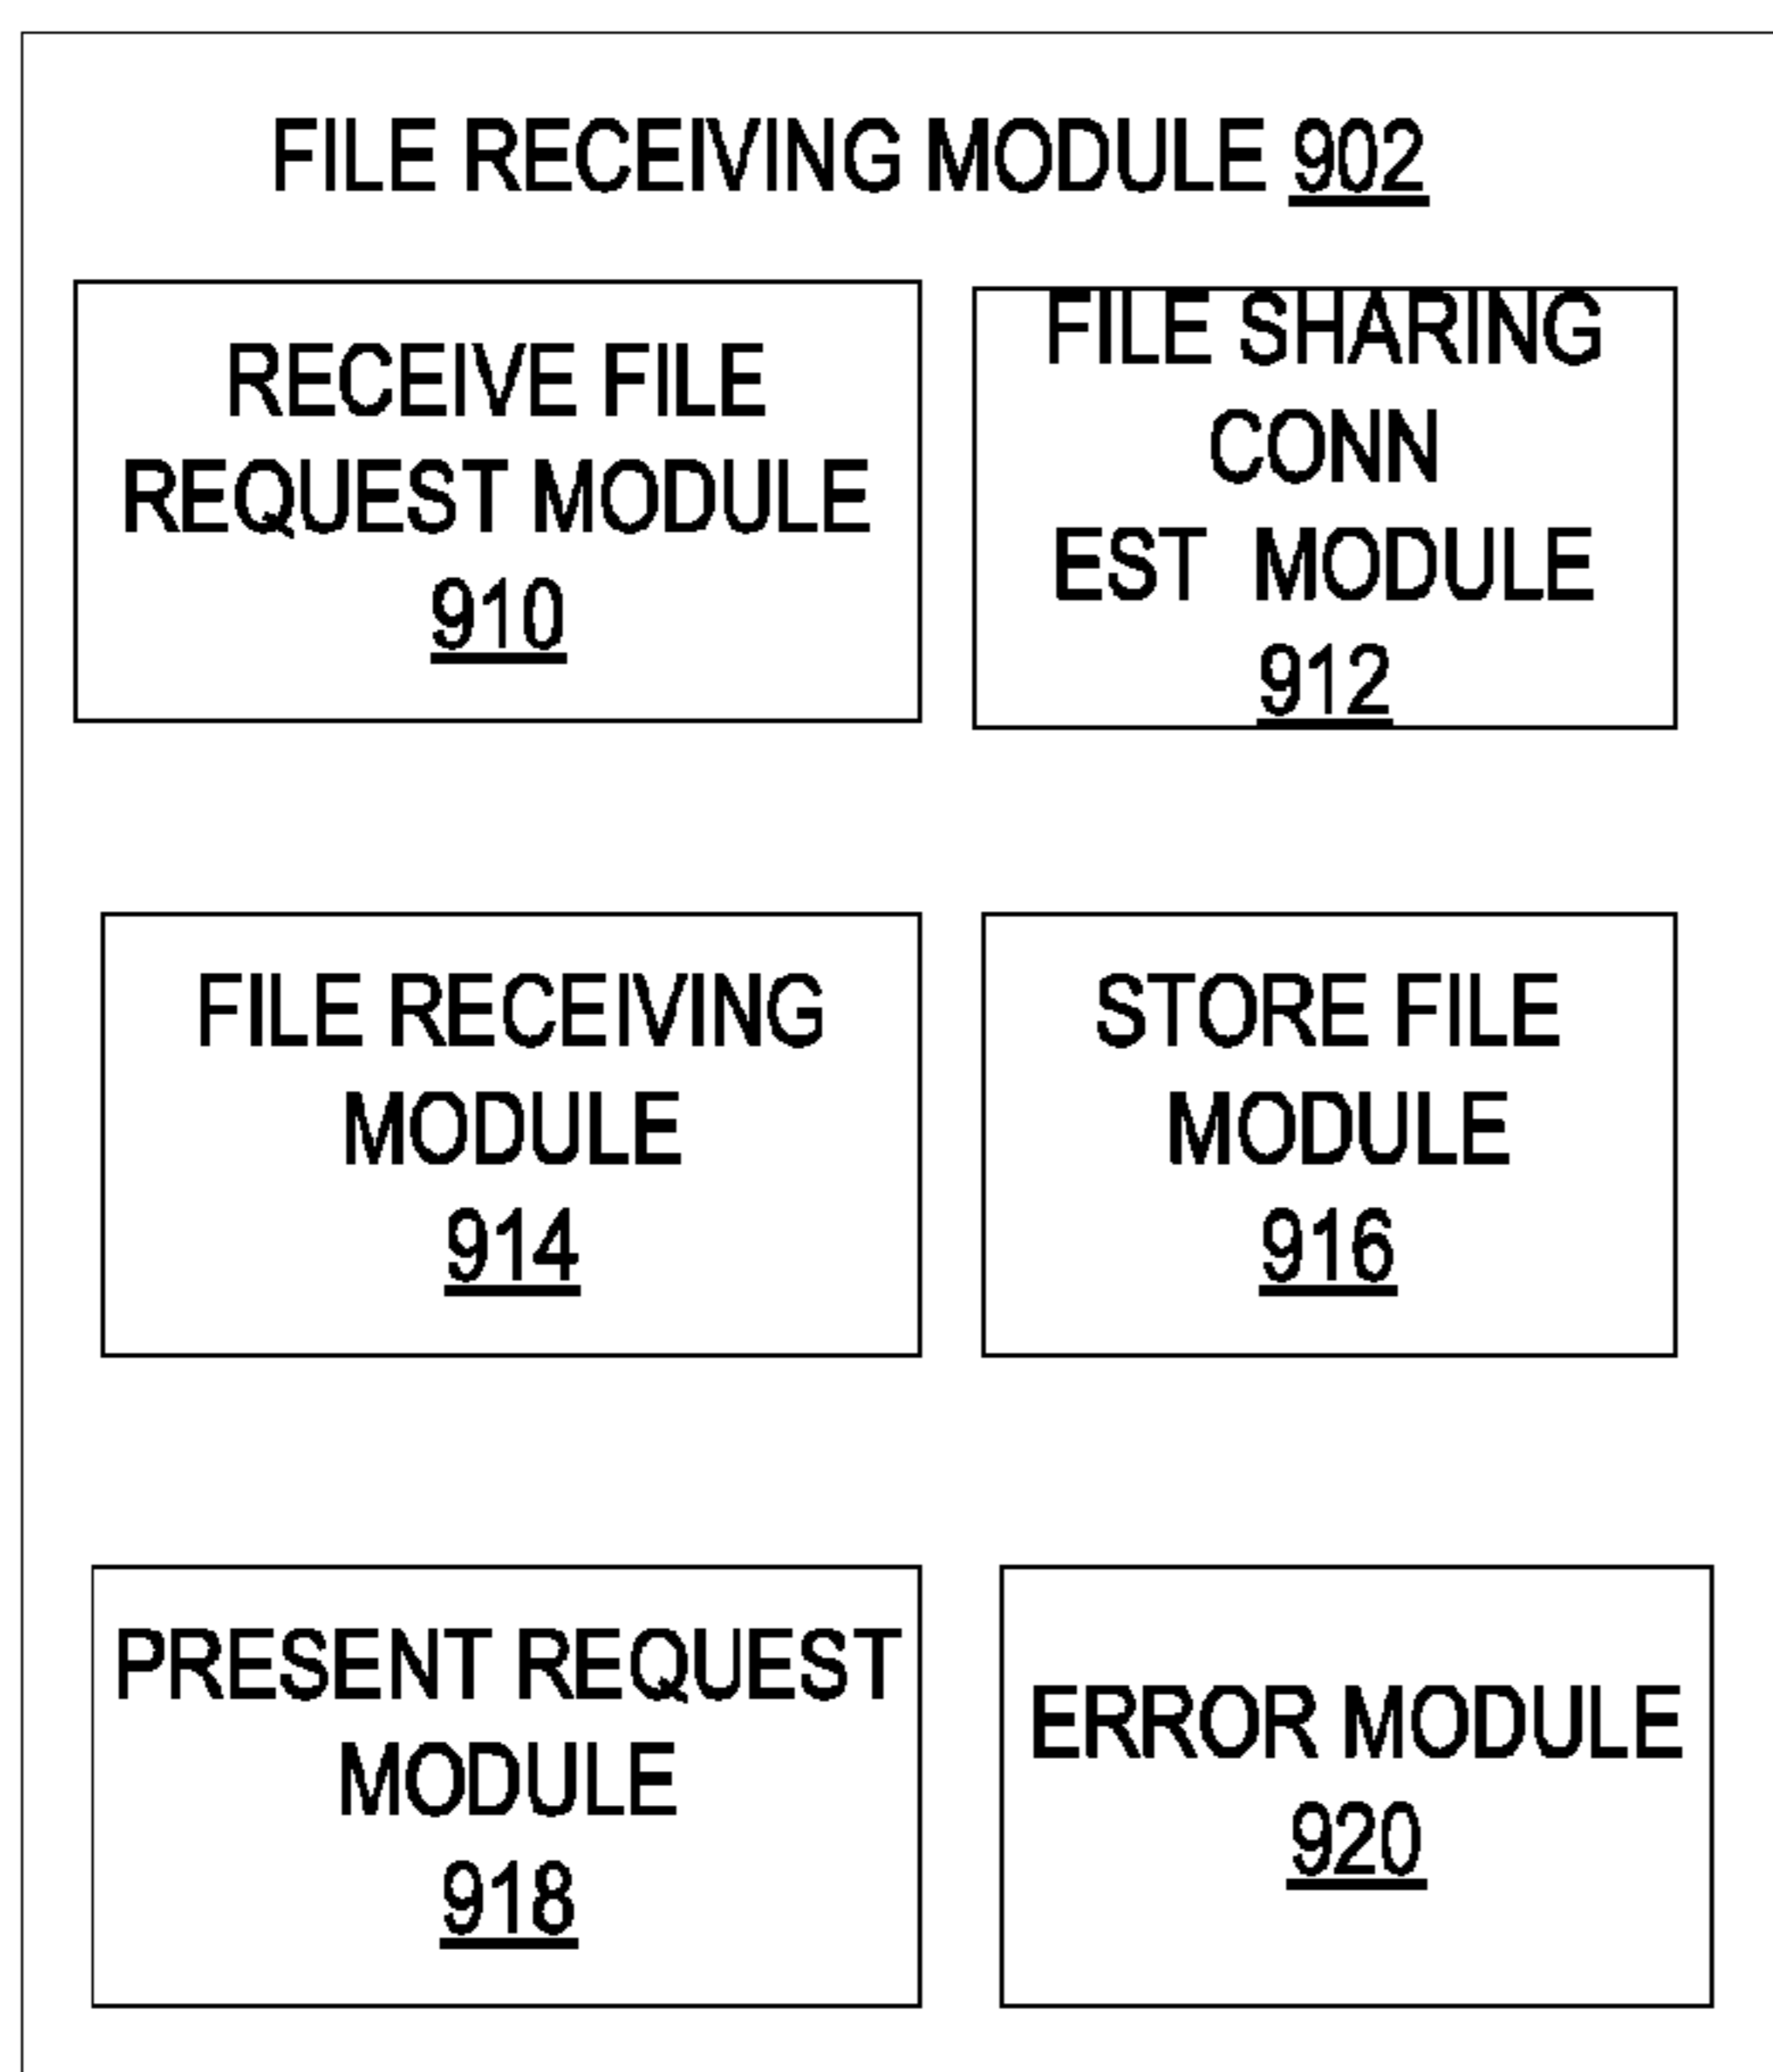 FILE RECEIVING MODULE 902
RECEIVE FILE
REQUEST MODULE
910
FILE SHARING
CONN
EST MODULE
912
FILE RECEIVING
MODULE
914
STORE FILE
MODULE
916
PRESENT REQUEST
MODULE
918
ERROR MODULE
920